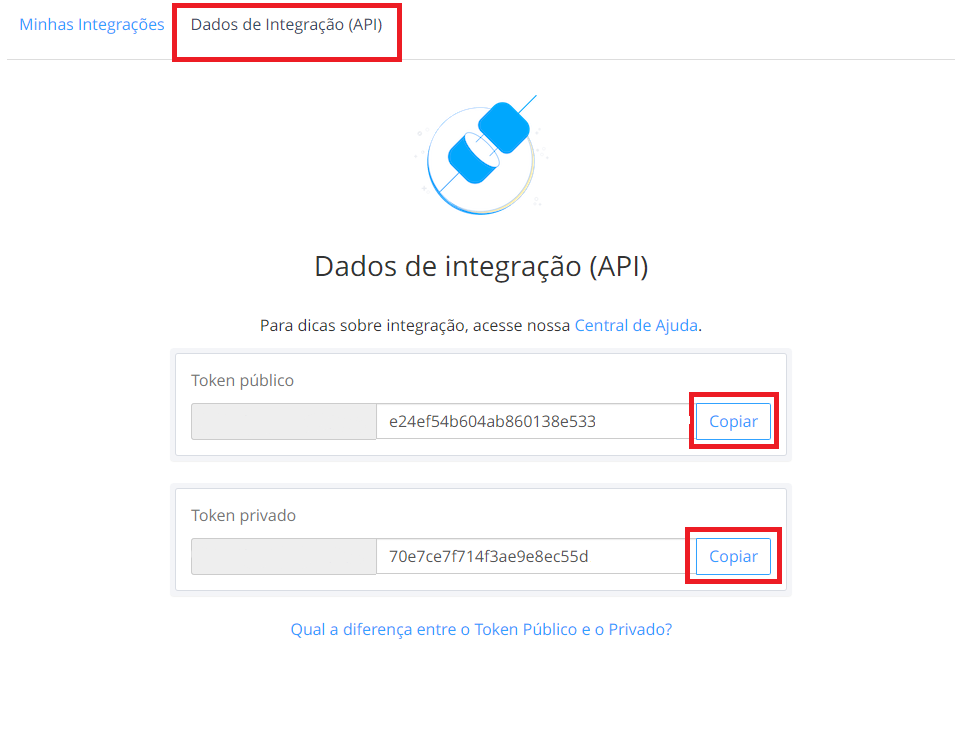 Minhas Integrações
Dados de Integração (API)
Dados de integração (API)
Para dicas sobre integração, acesse nossa Central de Ajuda.
Token público
e24ef54b604ab860138e533
Copiar
Token privado
70e7ce7f714f3ae9e8ec55d
Copiar
Qual a diferença entre o Token Público e o Privado?